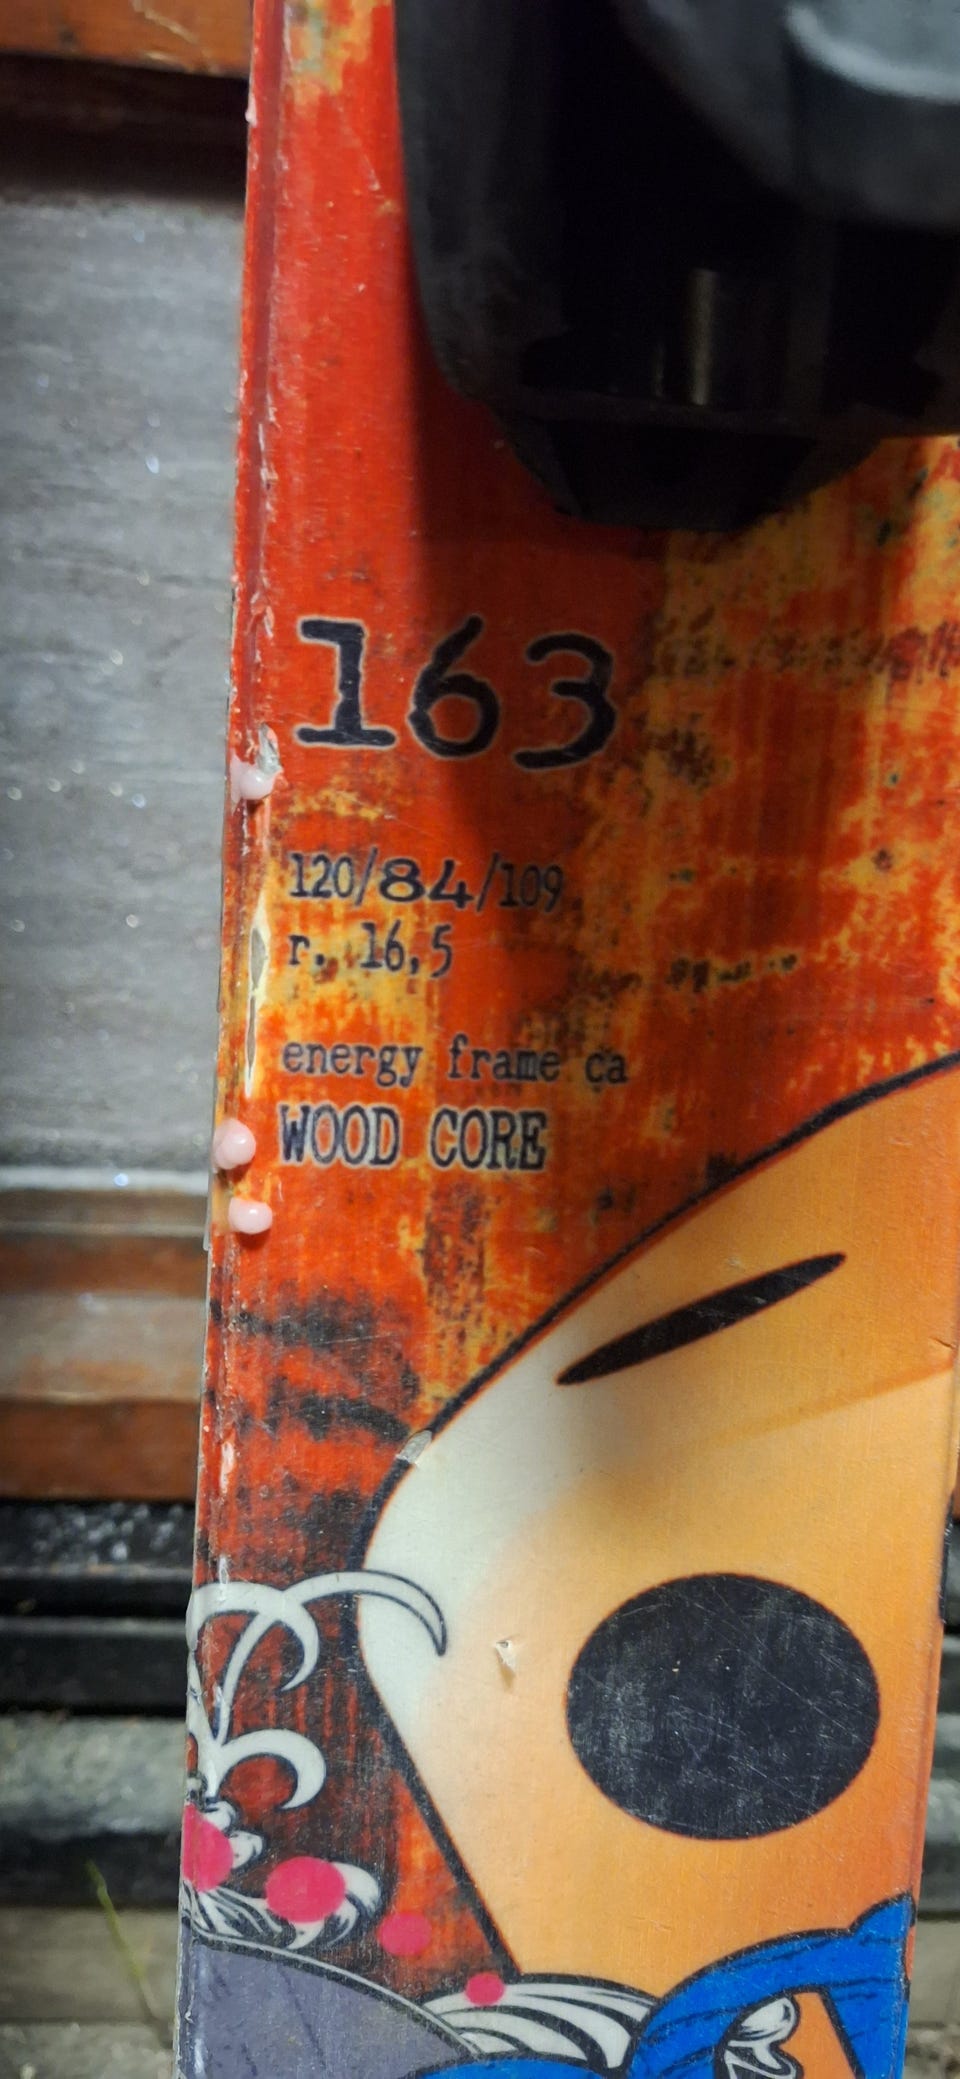 163
120/84/109
r. 16,5
energy frame ca
WOOD CORE